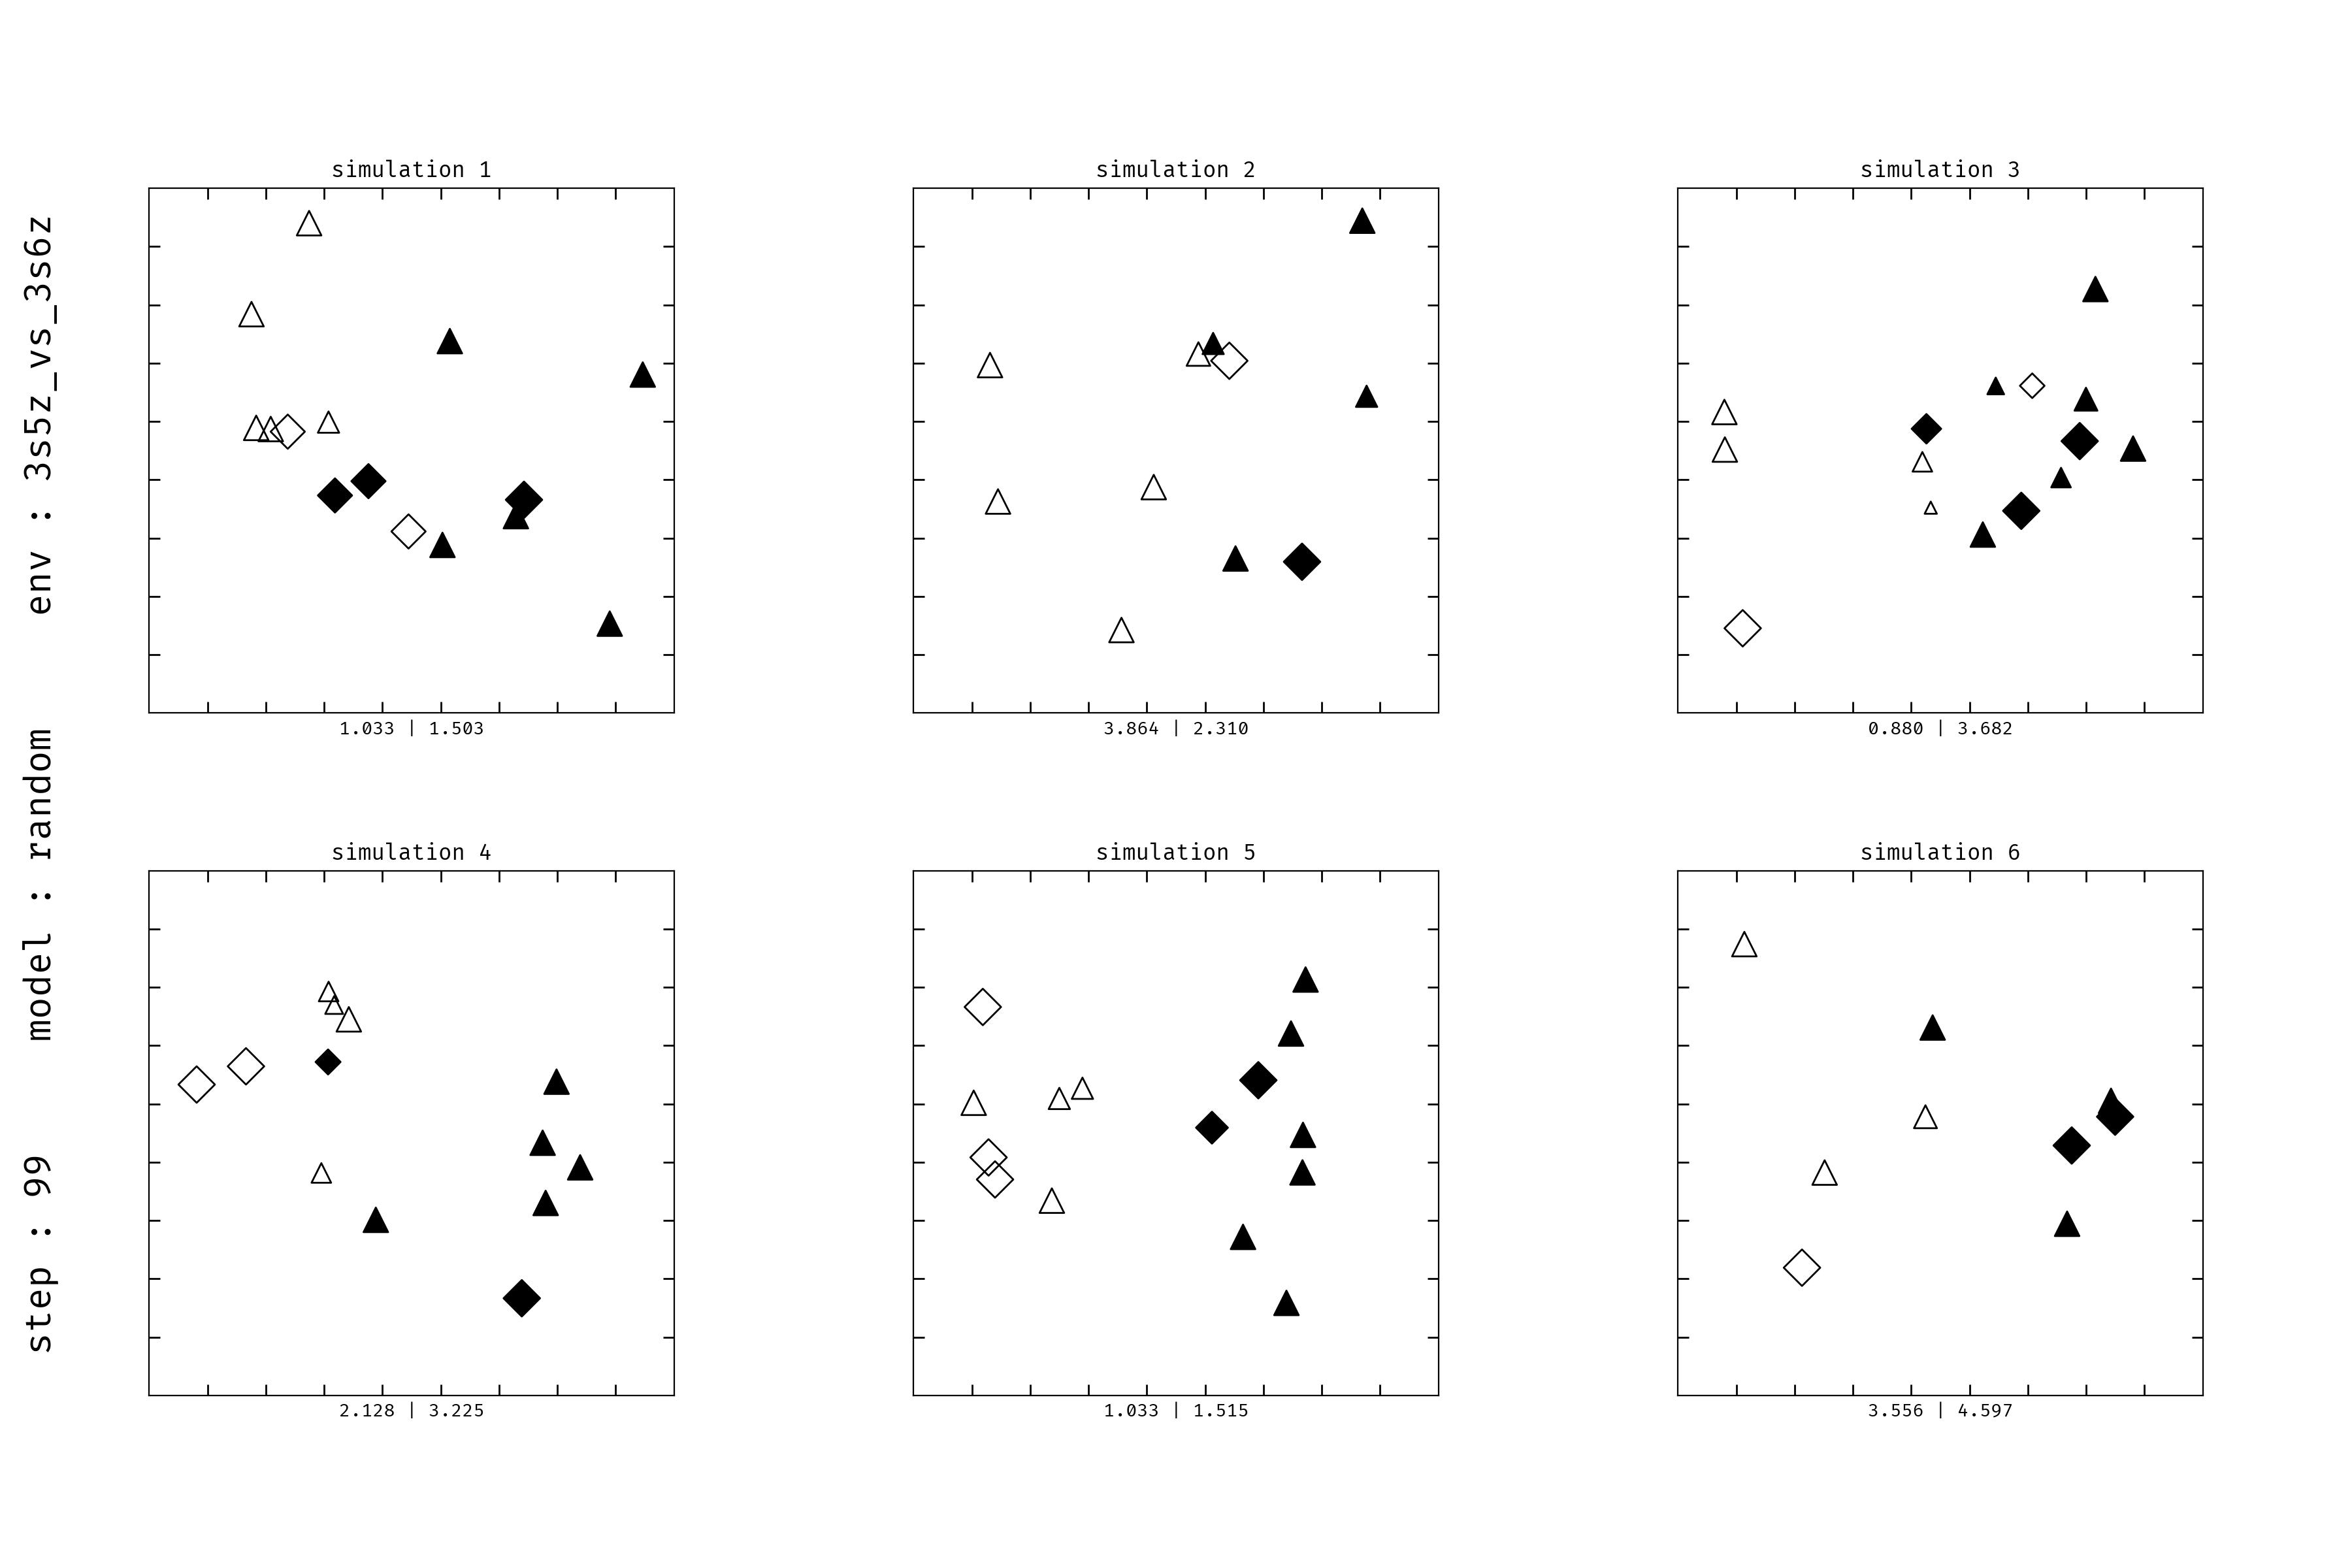 env : 3s5z_vs_3s6z
model : random
step : 99
simulation 1
1.033 | 1.503
simulation 2
3.864 | 2.310
simulation 3
0.880 | 3.682
simulation 4
2.128 | 3.225
simulation 5
1.033 | 1.515
simulation 6
3.556 | 4.597